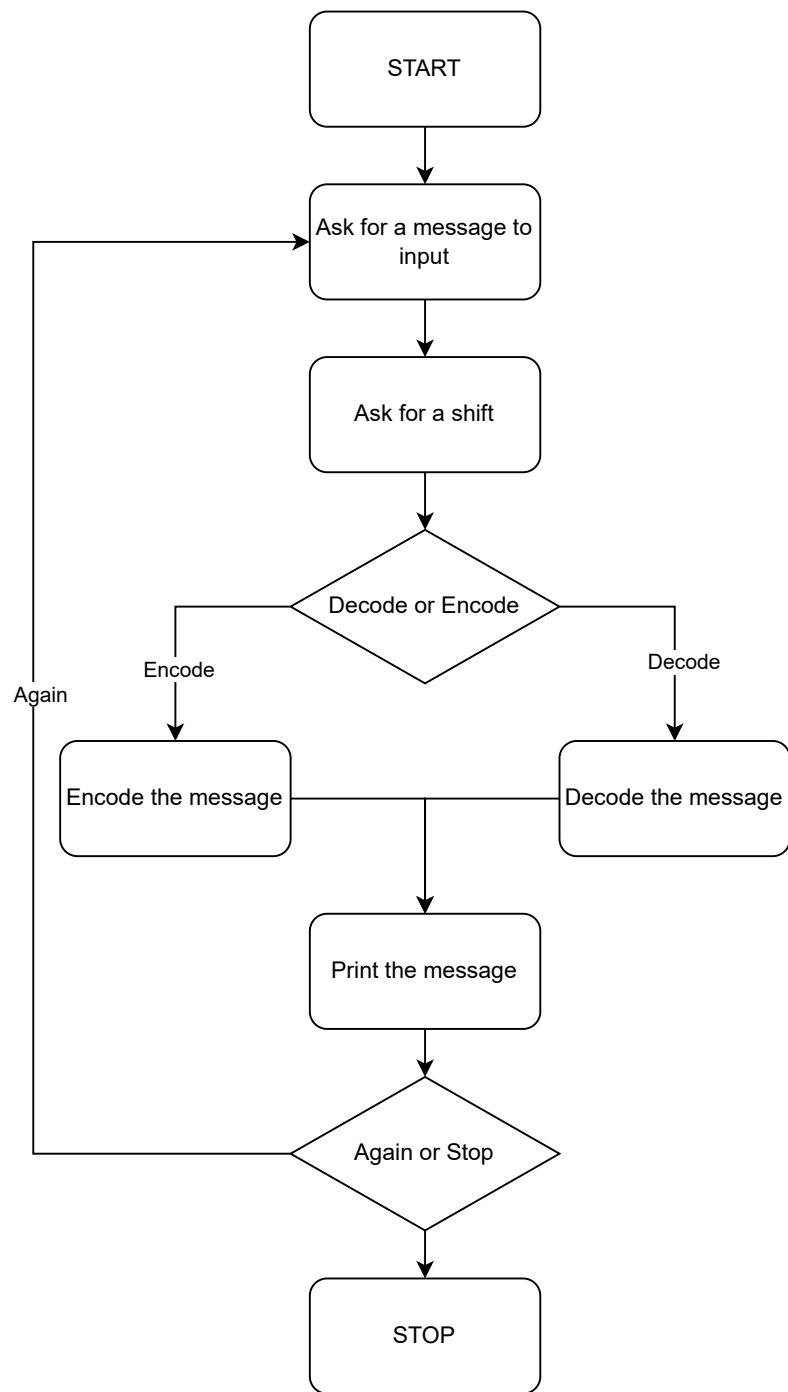 START
Ask for a message to
input
Ask for a shift
Decode or Encode
Encode
Decode
Again
Encode the message
Decode the message
Print the message
Again or Stop
STOP